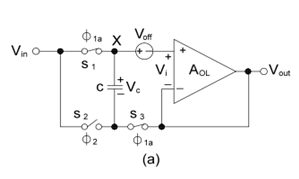 ϕ1a X Voff
Vin + + +
S1 Vi AOL Vout
C + Vc − − −
S2 S3
ϕ2 ϕ1a
(a)